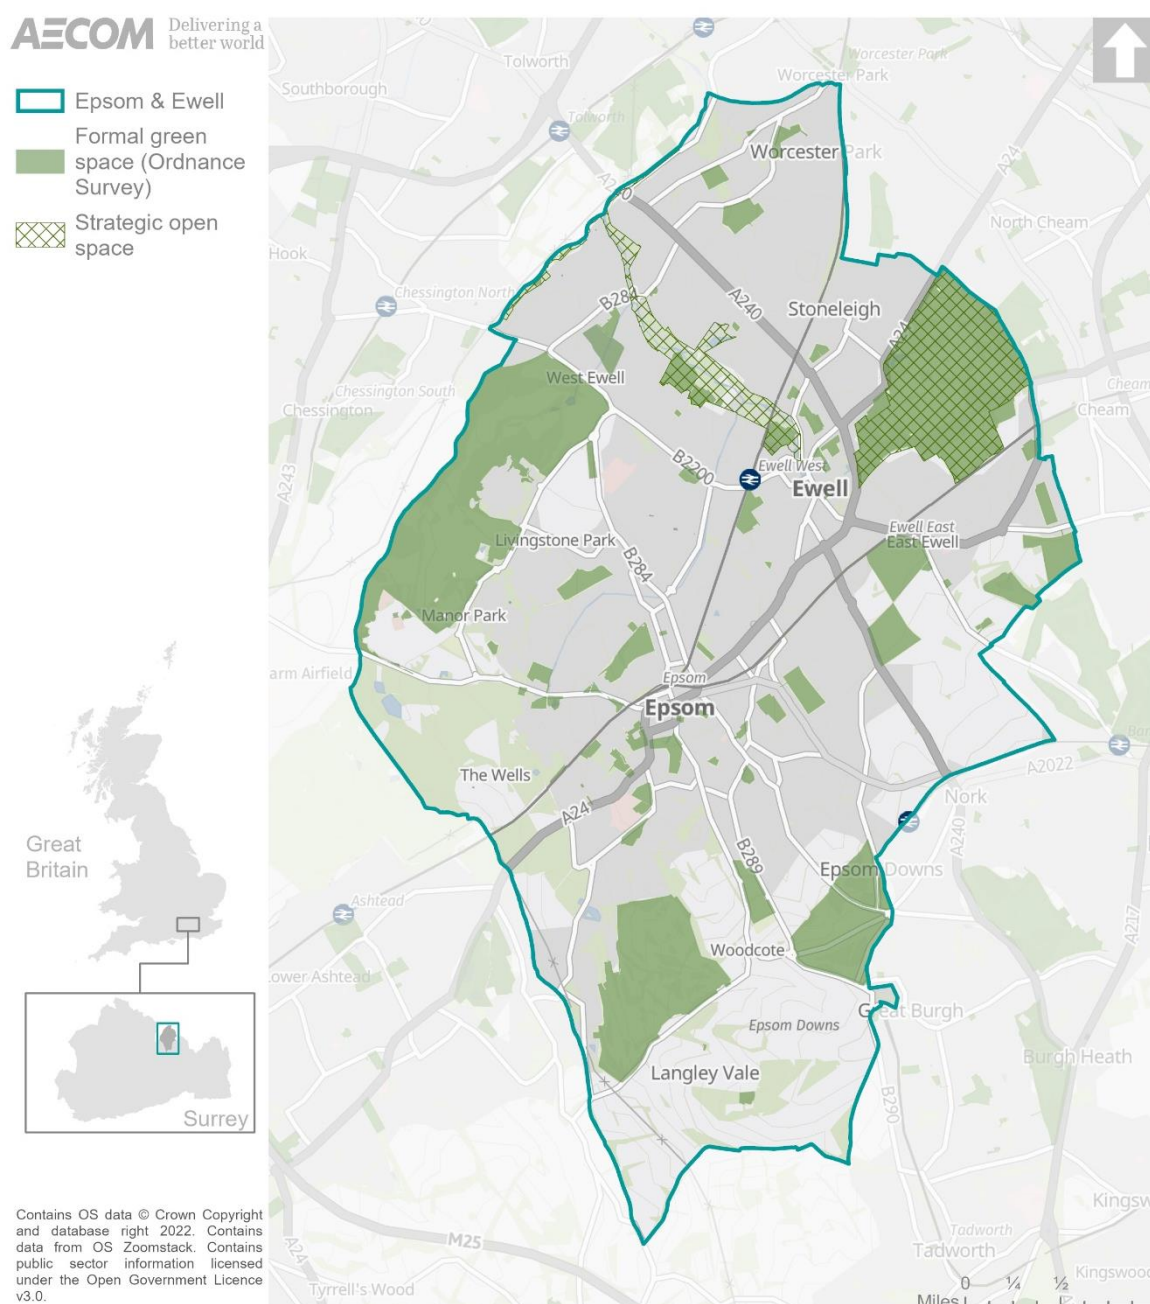 AECOM
Delivering a
better world
Epsom & Ewell
Formal green
space (Ordnance
Survey)
Strategic open
space
Great
Britain
Surrey
Contains OS data © Crown Copyright
and database right 2022. Contains
data from OS Zoomstack. Contains
public sector information licensed
under the Open Government Licence
v3.0.
Worcester Park
Tolworth
Worcester Park
Southborough
Tolworth
Worcester Park
A24
North Cheam
Hook
Chessington North
B28
A240
Stoneleigh
A24
West Ewell
Chessington South
Chessington
Cheam
Cheam
A243
B2200
Ewell Wes
Ewell
Ewell East
East Ewell
Livingstone Park
B284
Manor Park
arm Airfield
Epsom
Epsom
The Wells
A2022
Nork
A24
A240
B289
Epsom Downs
Ashtead
A217
Woodcote
Lower Ashtead
Epsom Downs
Great Burgh
Burgh Heath
Langley Vale
B290
Kingsw
M25
Tadworth
Tadworth
A24
Kingswood
Tyrrell's Wood
0 ¼ ½
Miles